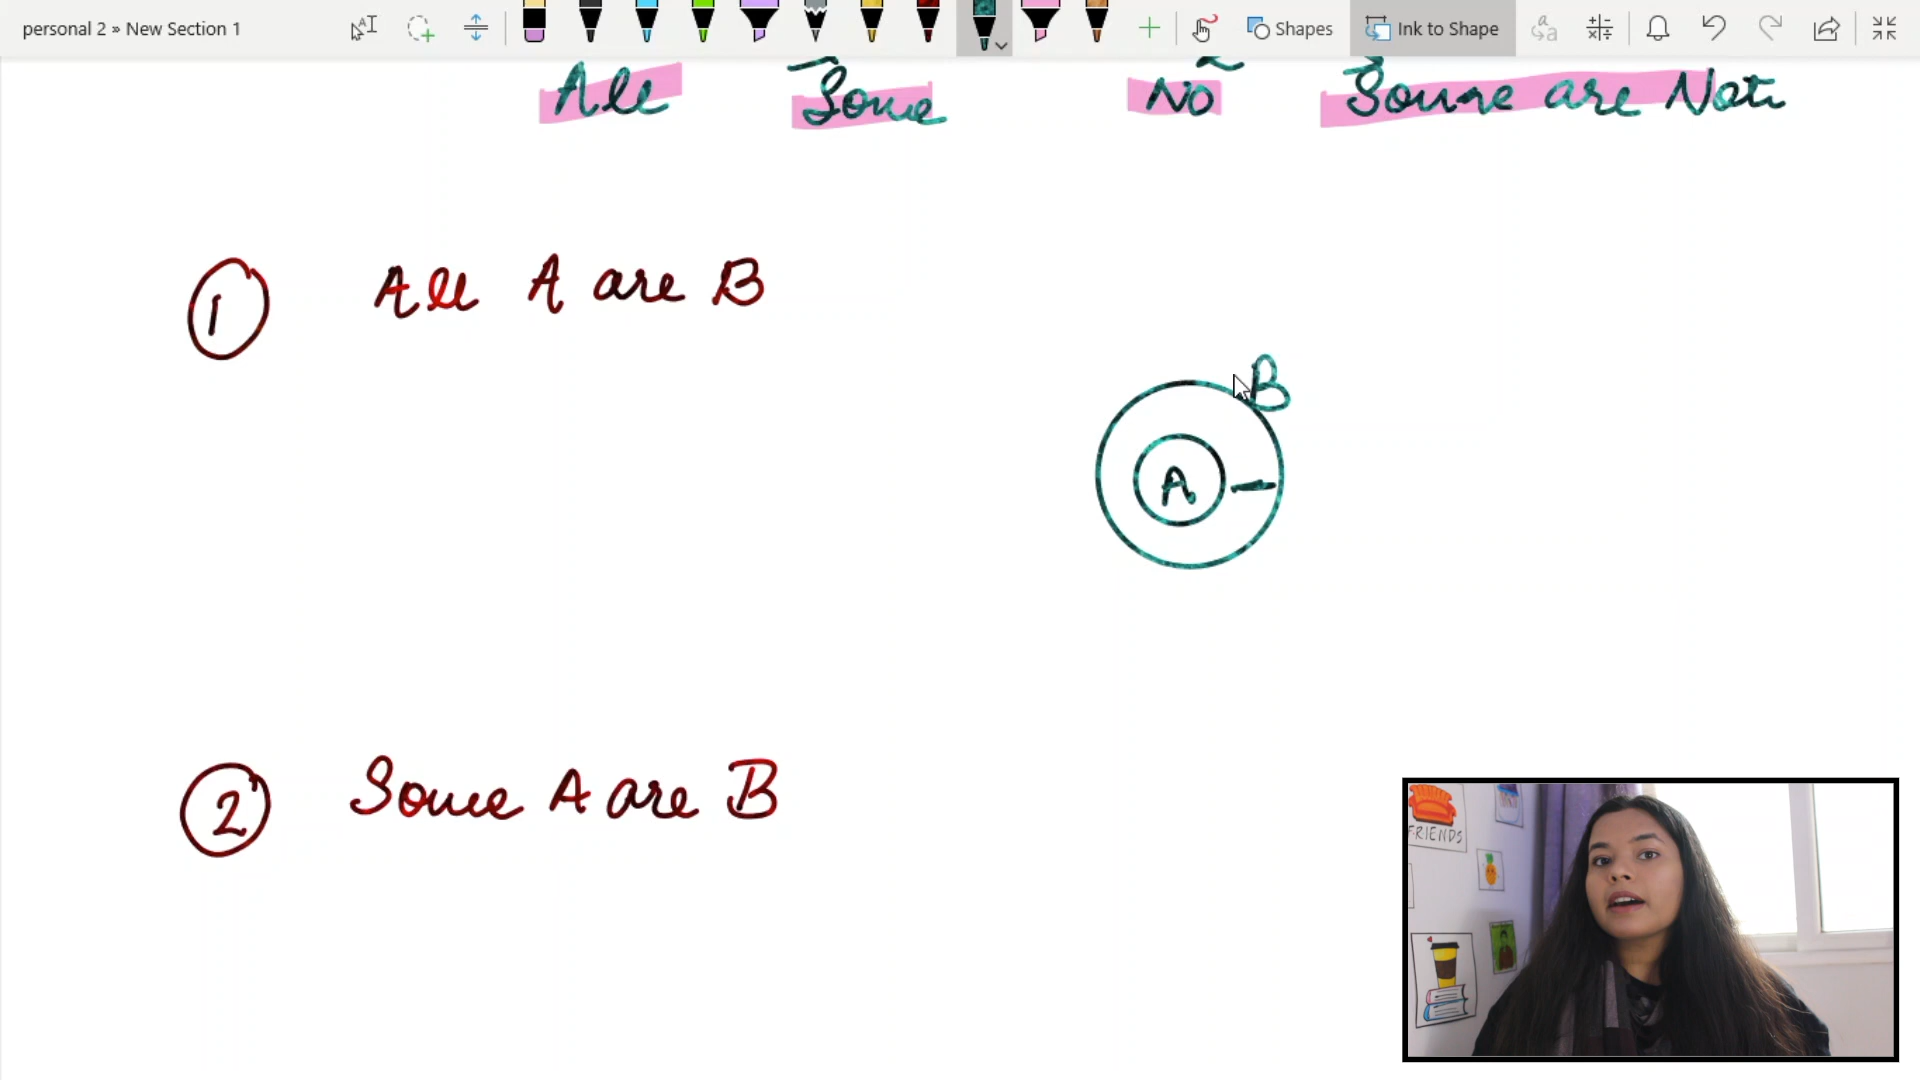 personal 2 » New Section 1
Shapes
Ink to Shape
All Some No Some are Not
1 All A are B
B
A
2 Some A are B
FRIENDS